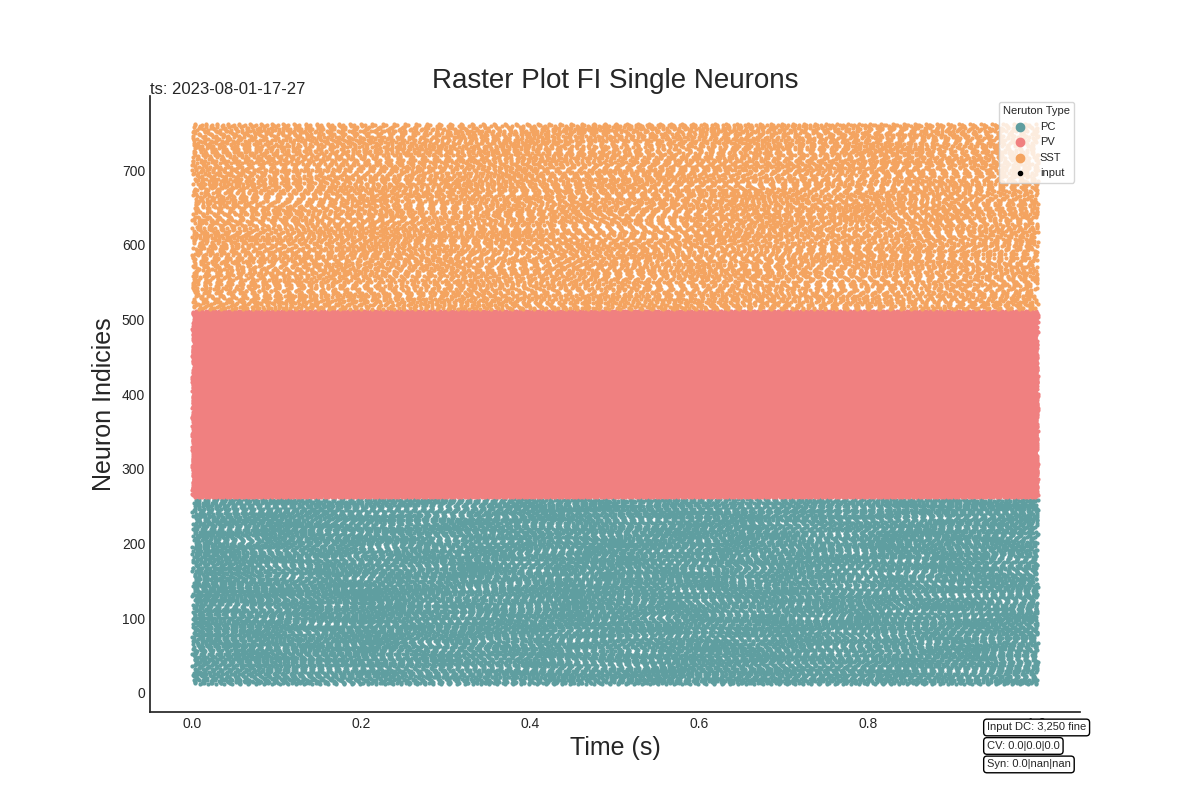 Raster Plot FI Single Neurons
ts: 2023-08-01-17-27
Neruton Type
PC
PV
SST
input
Neuron Indicies
700
600
500
400
300
200
100
0
0.0 0.2 0.4 0.6 0.8
Time (s)
Input DC: 3,250 fine
CV: 0.0|0.0|0.0
Syn: 0.0|nan|nan